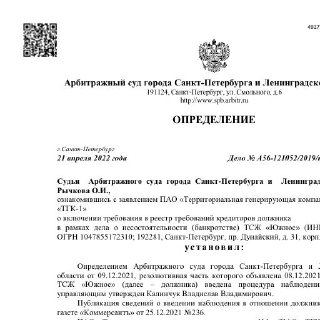 4927
Арбитражный суд города Санкт-Петербурга и Ленинградск
191124, Санкт-Петербург, ул. Смольного, д.6
http://www.spb.arbitr.ru
ОПРЕДЕЛЕНИЕ
г.Санкт-Петербург
21 апреля 2022 года Дело № А56-121052/2019/
Судья Арбитражного суда города Санкт-Петербурга и Ленинград
Рычкова О.И.,
ознакомившись с заявлением ПАО «Территориальная генерирующая компа
«ТГК-1»
о включении требования в реестр требований кредиторов должника
в рамках дела о несостоятельности (банкротстве) ТСЖ «Южное» (ИН
ОГРН 1047855172310; 192281, Санкт-Петербург, пр. Дунайский, д. 31, корп.
установил:
Определением Арбитражного суда города Санкт-Петербурга и
области от 09.12.2021, резолютивная часть которого объявлена 08.12.2021
ТСЖ «Южное» (далее – должника) введена процедура наблюдени
управляющим утвержден Калинчук Владислав Владимирович.
Публикация сведений о введении наблюдения в отношении должник
газете «Коммерсантъ» от 25.12.2021 №236.